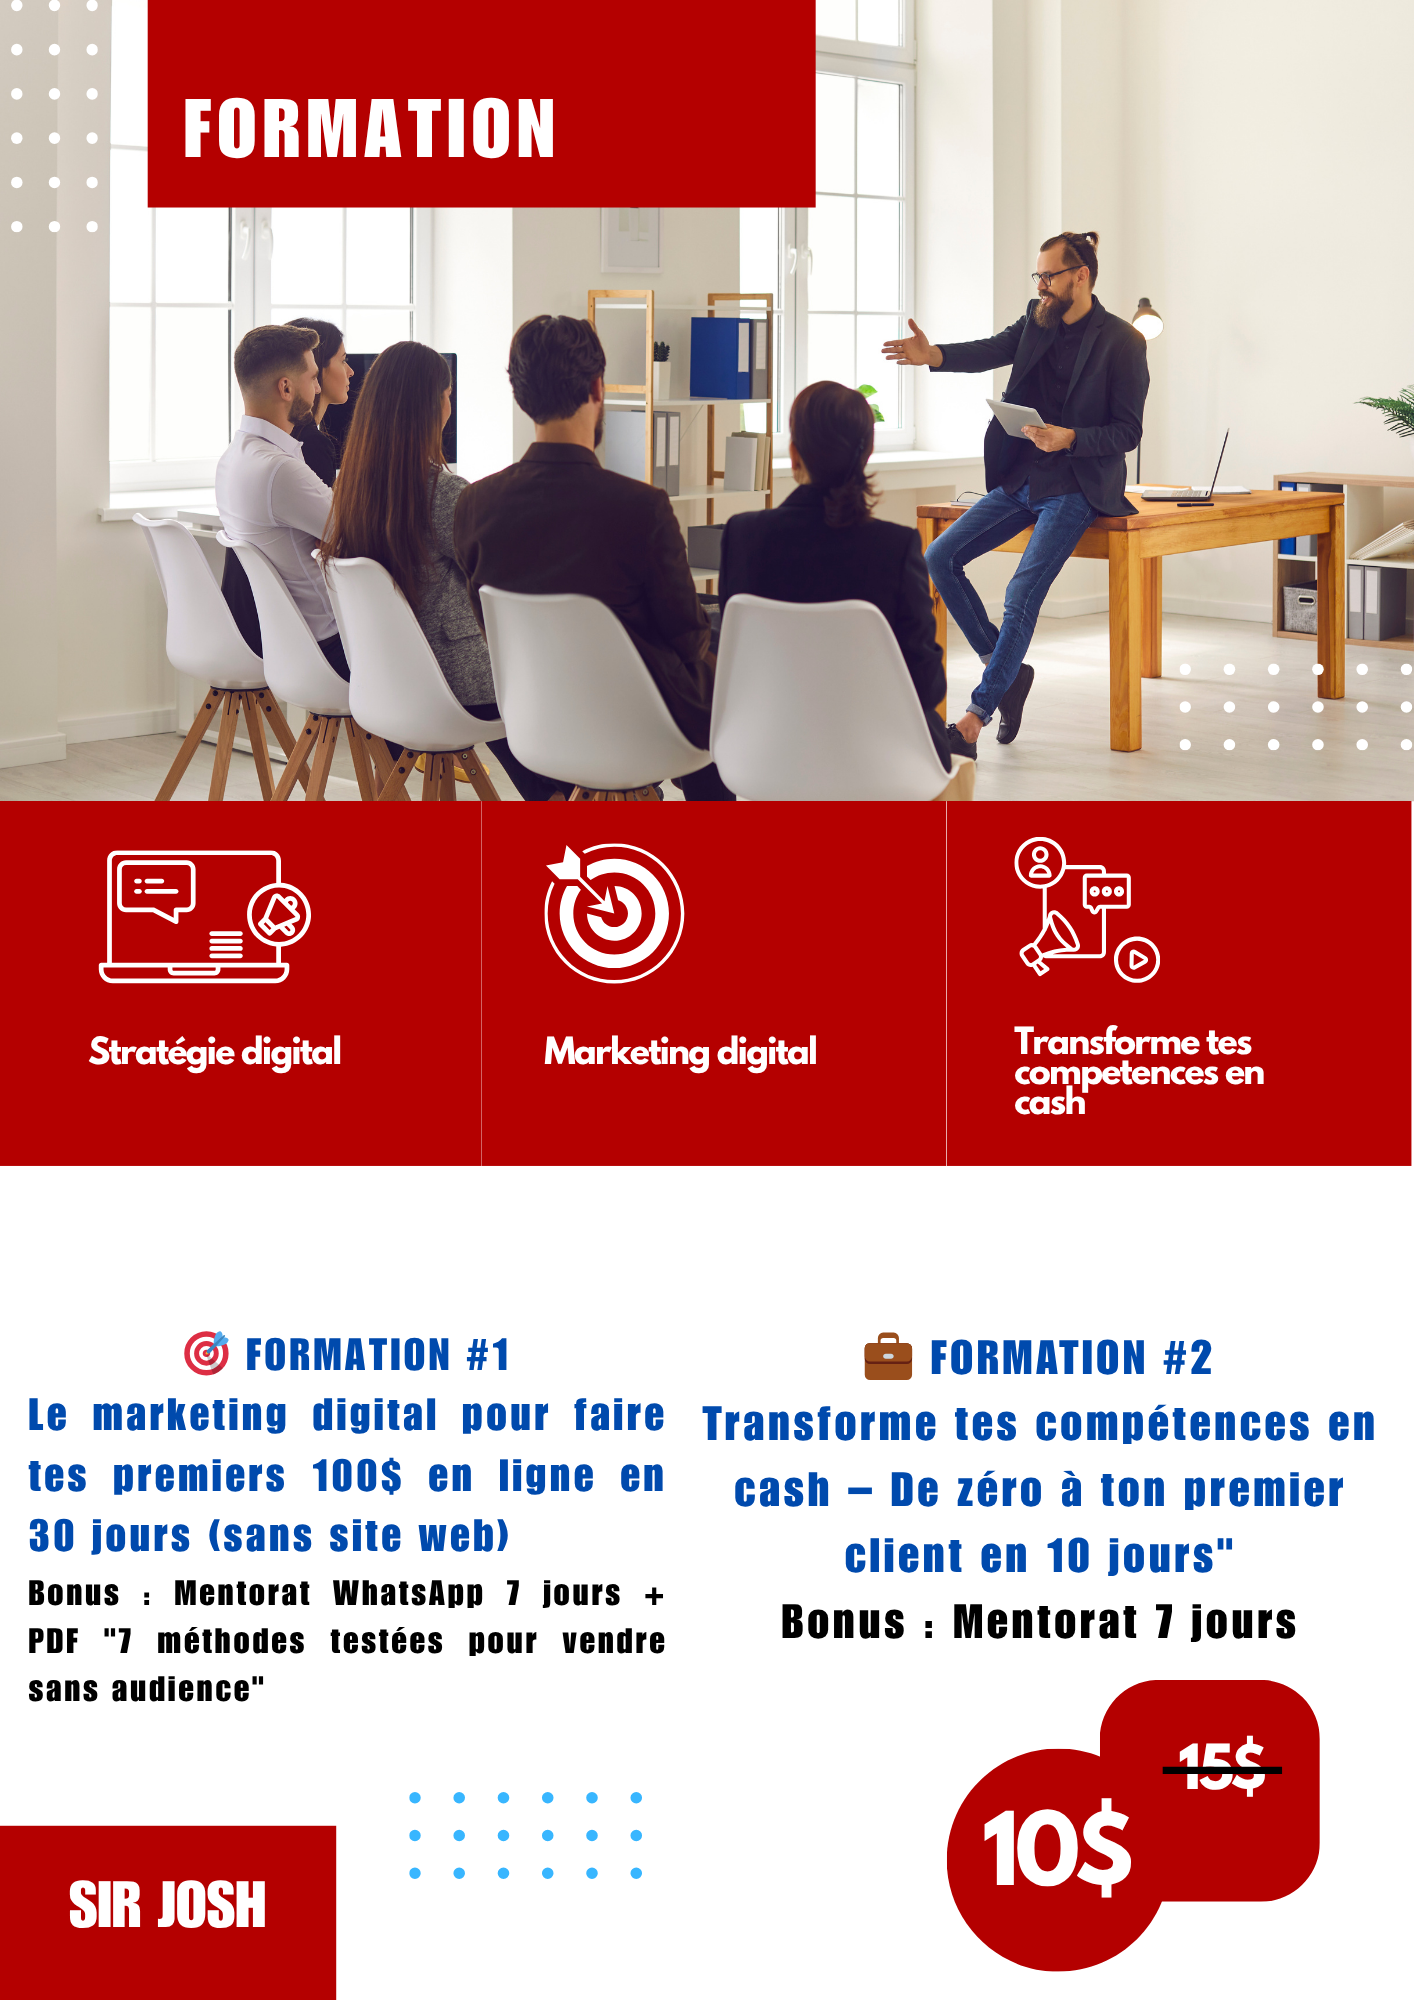 FORMATION
Stratégie digital
Marketing digital
Transforme tes
competences en
cash
🎯 FORMATION #1
Le marketing digital pour faire
tes premiers 100$ en ligne en
30 jours (sans site web)
Bonus : Mentorat WhatsApp 7 jours +
PDF "7 méthodes testées pour vendre
sans audience"
💼 FORMATION #2
Transforme tes compétences en
cash – De zéro à ton premier
client en 10 jours"
Bonus : Mentorat 7 jours
15$
10$
SIR JOSH